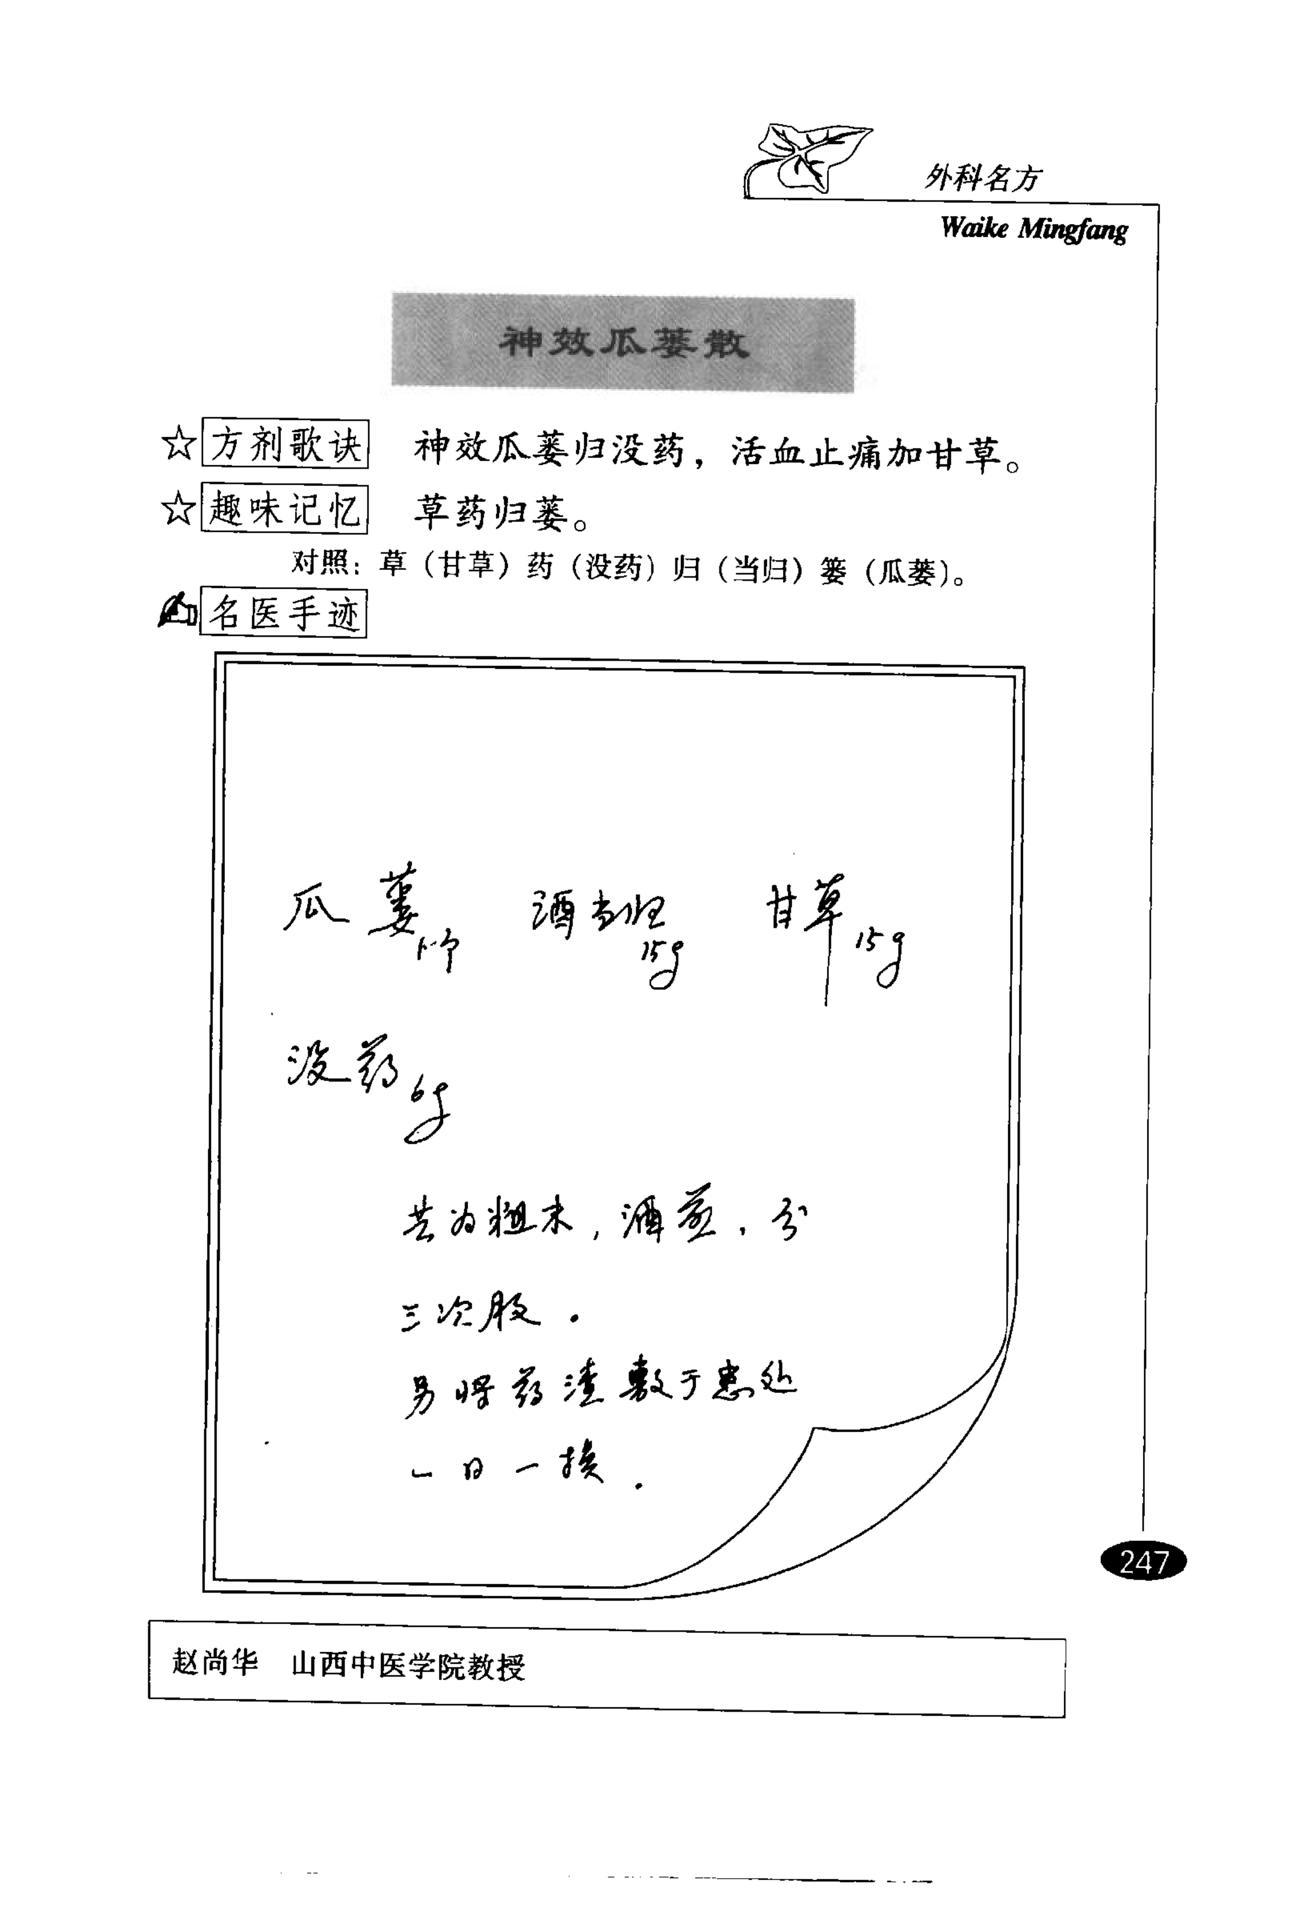 外科名方
Waike Mingfang
神效瓜蒌散
☆方剂歌诀 神效瓜蒌归没药，活血止痛加甘草。
☆趣味记忆 草药归蒌。
对照：草（甘草）药（没药）归（当归）篓（瓜蒌）。
名医手迹
瓜蒌1个 酒当归15g 甘草15g
没药6g
共为粗末，酒煎，分
三次服。
另将药渣敷于患处
一日一换.
247
赵尚华 山西中医学院教授